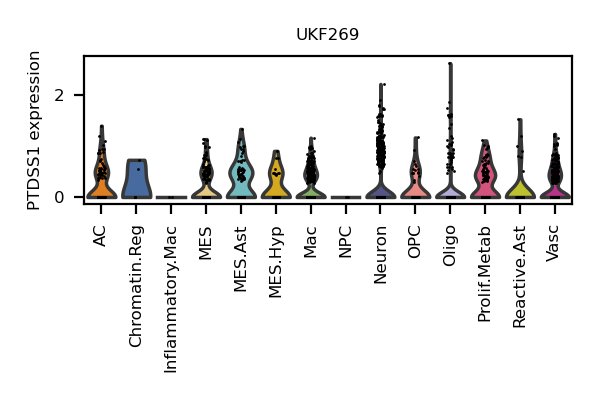 UKF269
PTDSS1 expression
2
0
AC
Chromatin.Reg
Inflammatory.Mac
MES
MES.Ast
MES.Hyp
Mac
NPC
Neuron
OPC
Oligo
Prolif.Metab
Reactive.Ast
Vasc